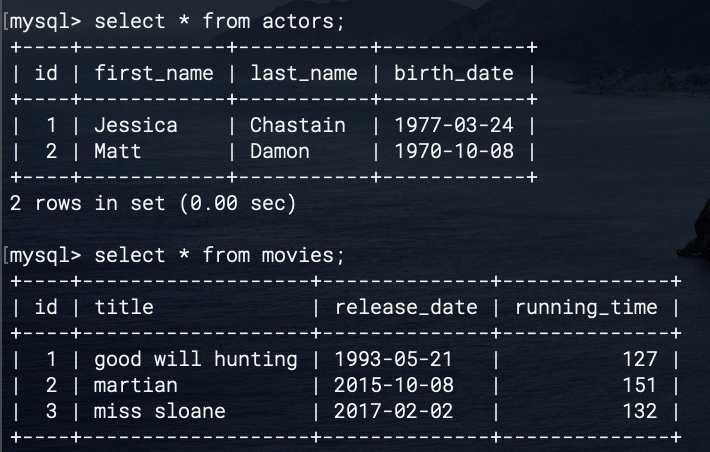 [mysql> select * from actors;
+----+------------+-----------+------------+
| id | first_name | last_name | birth_date |
+----+------------+-----------+------------+
|  1 | Jessica    | Chastain  | 1977-03-24 |
|  2 | Matt       | Damon     | 1970-10-08 |
+----+------------+-----------+------------+
2 rows in set (0.00 sec)
[mysql> select * from movies;
+----+-------------------+--------------+--------------+
| id | title             | release_date | running_time |
+----+-------------------+--------------+--------------+
|  1 | good will hunting | 1993-05-21   |          127 |
|  2 | martian           | 2015-10-08   |          151 |
|  3 | miss sloane       | 2017-02-02   |          132 |
+----+-------------------+--------------+--------------+